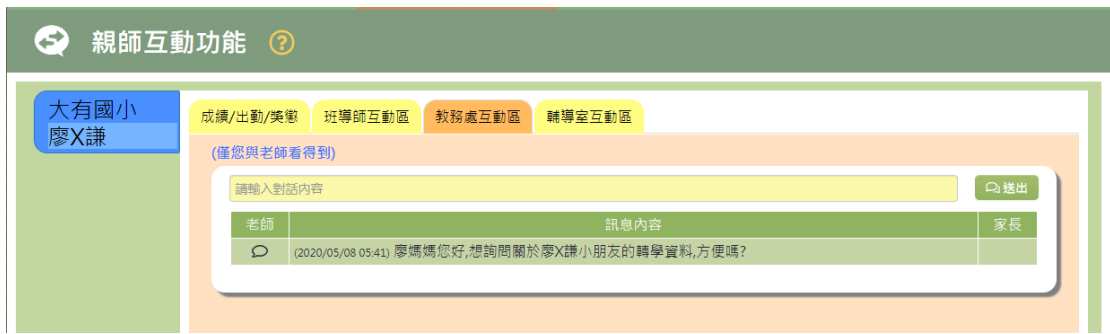 親師互動功能 ?
大有國小
廖X謙
成績/出勤/獎懲 班導師互動區 教務處互動區 輔導室互動區
(僅您與老師看得到)
請輸入對話內容 送出
老師 訊息內容 家長
(2020/05/08 05:41) 廖媽媽您好,想詢問關於廖X謙小朋友的轉學資料,方便嗎?